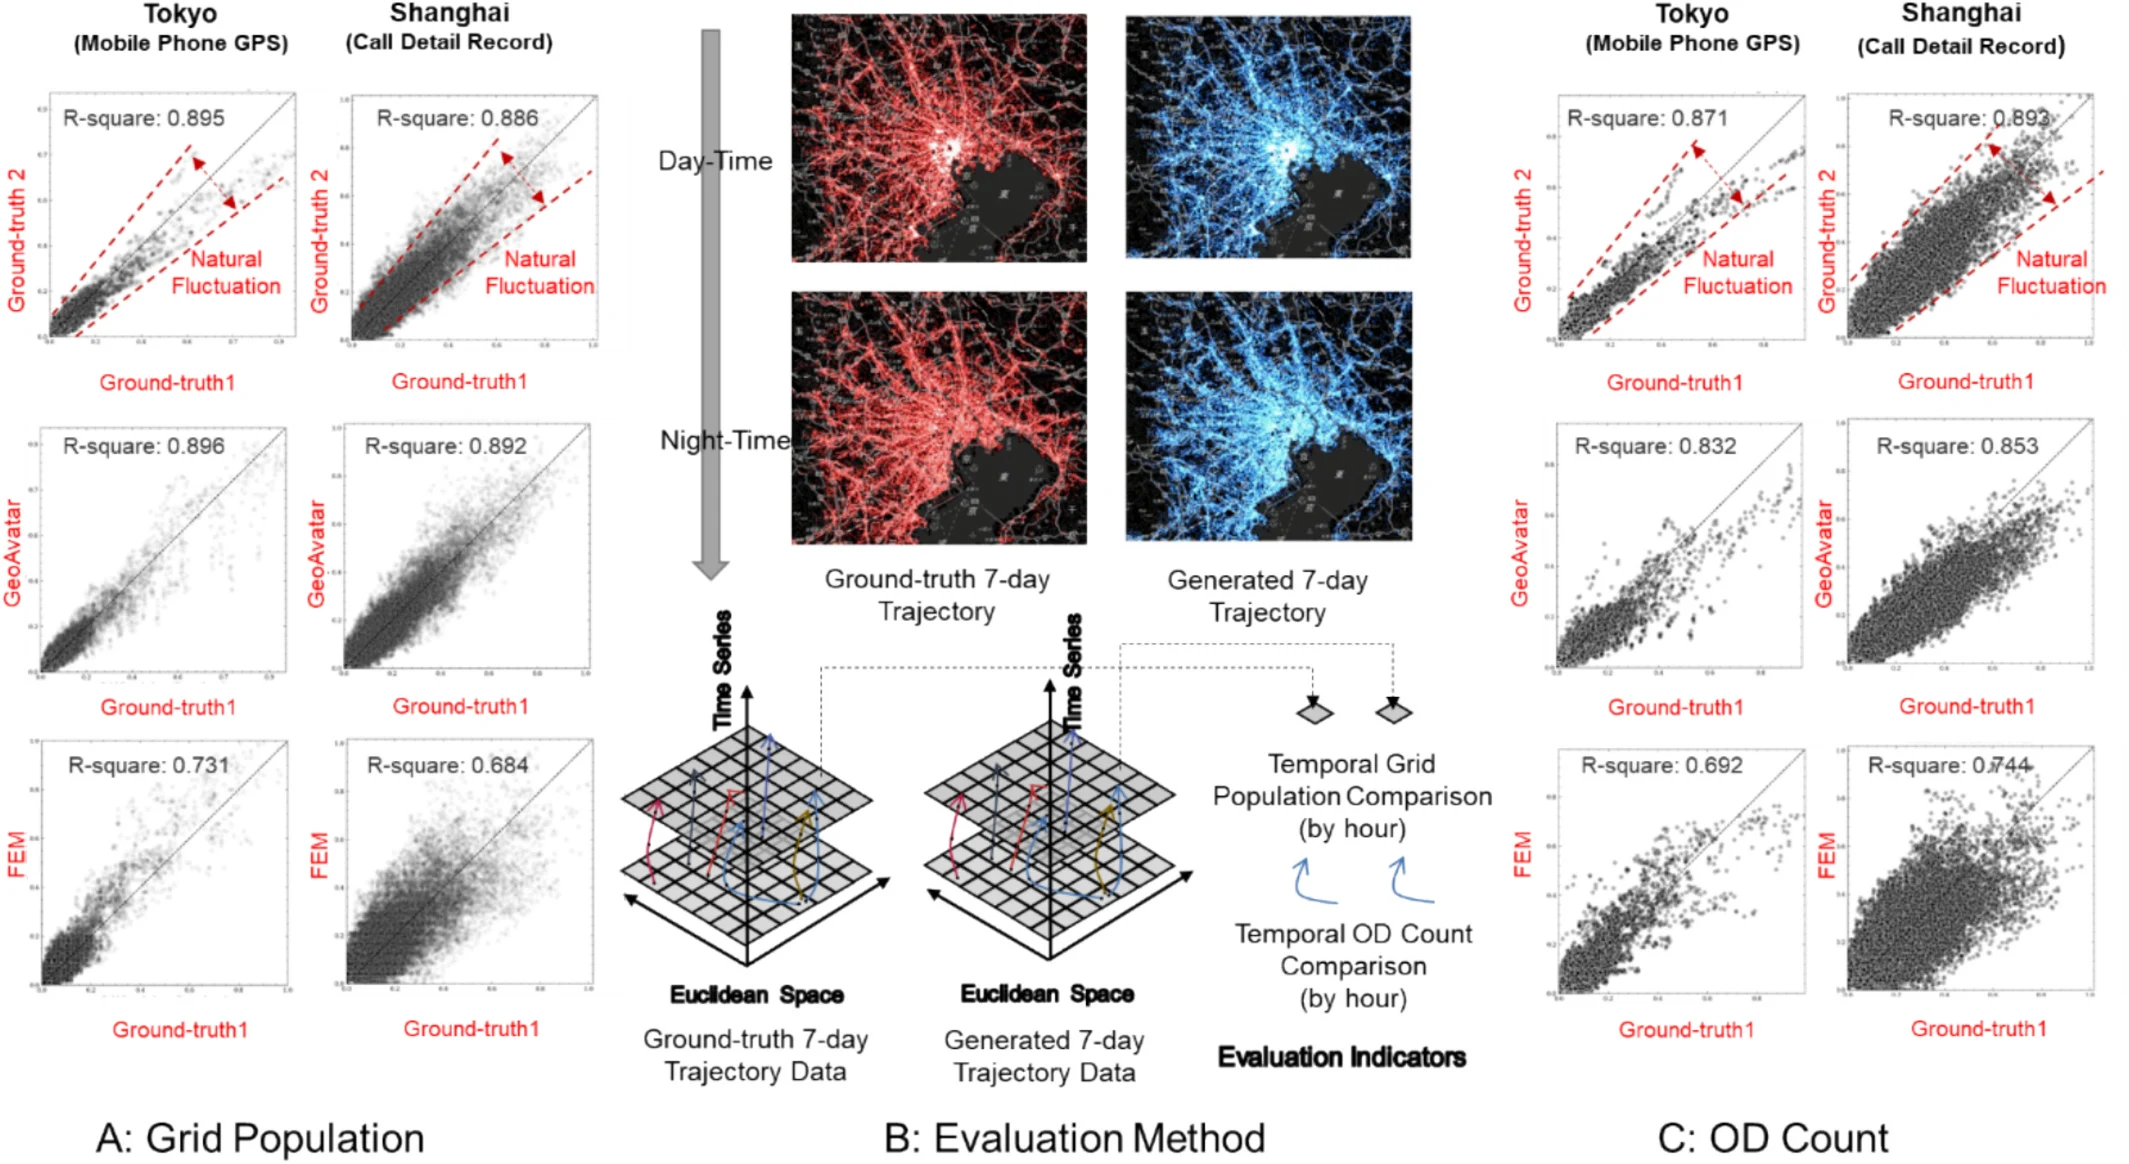 Tokyo
(Mobile Phone GPS)
Shanghai
(Call Detail Record)
R-square: 0.895
Ground-truth 2
Natural
Fluctuation
Ground-truth1
R-square: 0.886
Ground-truth 2
Natural
Fluctuation
Ground-truth1
R-square: 0.896
GeoAvatar
Ground-truth1
R-square: 0.892
GeoAvatar
Ground-truth1
R-square: 0.731
FEM
Ground-truth1
R-square: 0.684
FEM
Ground-truth1
A: Grid Population
Day-Time
Night-Time
Ground-truth 7-day
Trajectory
Generated 7-day
Trajectory
Time Series
Euclidean Space
Ground-truth 7-day
Trajectory Data
Time Series
Euclidean Space
Generated 7-day
Trajectory Data
Temporal Grid
Population Comparison
(by hour)
Temporal OD Count
Comparison
(by hour)
Evaluation Indicators
B: Evaluation Method
Tokyo
(Mobile Phone GPS)
Shanghai
(Call Detail Record)
R-square: 0.871
Ground-truth 2
Natural
Fluctuation
Ground-truth1
R-square: 0.893
Ground-truth 2
Natural
Fluctuation
Ground-truth1
R-square: 0.832
GeoAvatar
Ground-truth1
R-square: 0.853
GeoAvatar
Ground-truth1
R-square: 0.692
FEM
Ground-truth1
R-square: 0.744
FEM
Ground-truth1
C: OD Count